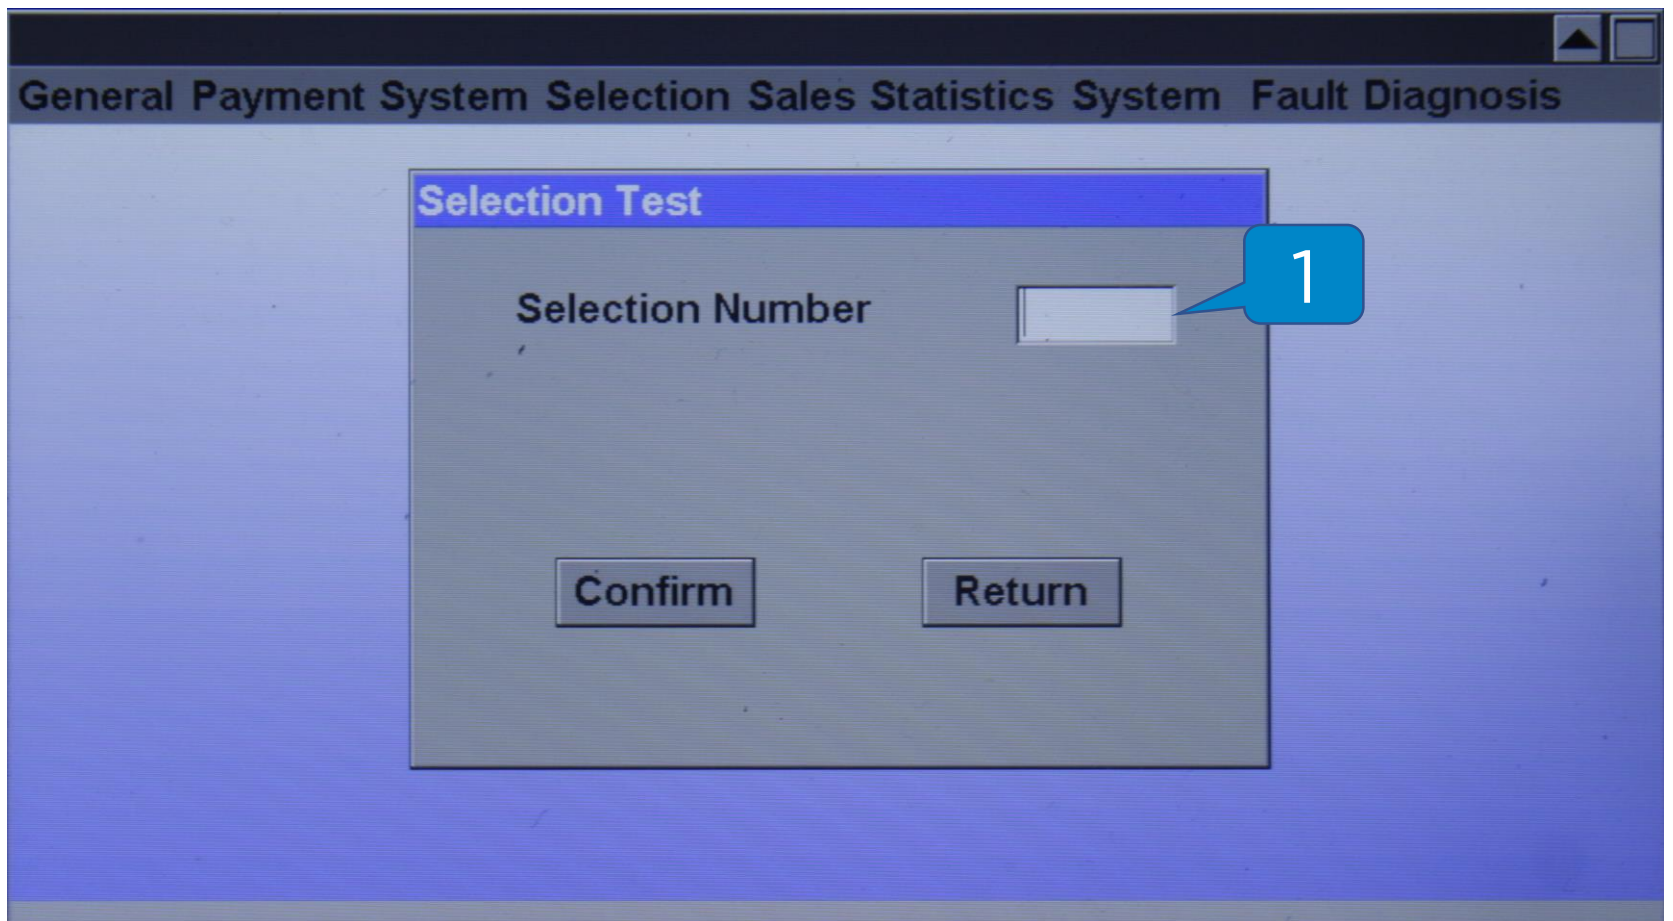 General Payment System Selection Sales Statistics System Fault Diagnosis
Selection Test
Selection Number
1
Confirm
Return